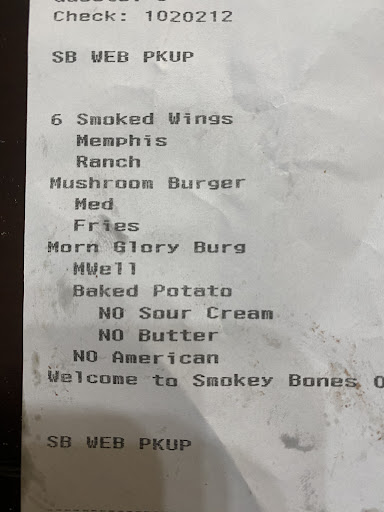 Check: 1020212
SB WEB PKUP
6 Smoked Wings
Memphis
Ranch
Mushroom Burger
Med
Fries
Morn Glory Burg
MWell
Baked Potato
NO Sour Cream
NO Butter
NO American
Welcome to Smokey Bones O
SB WEB PKUP